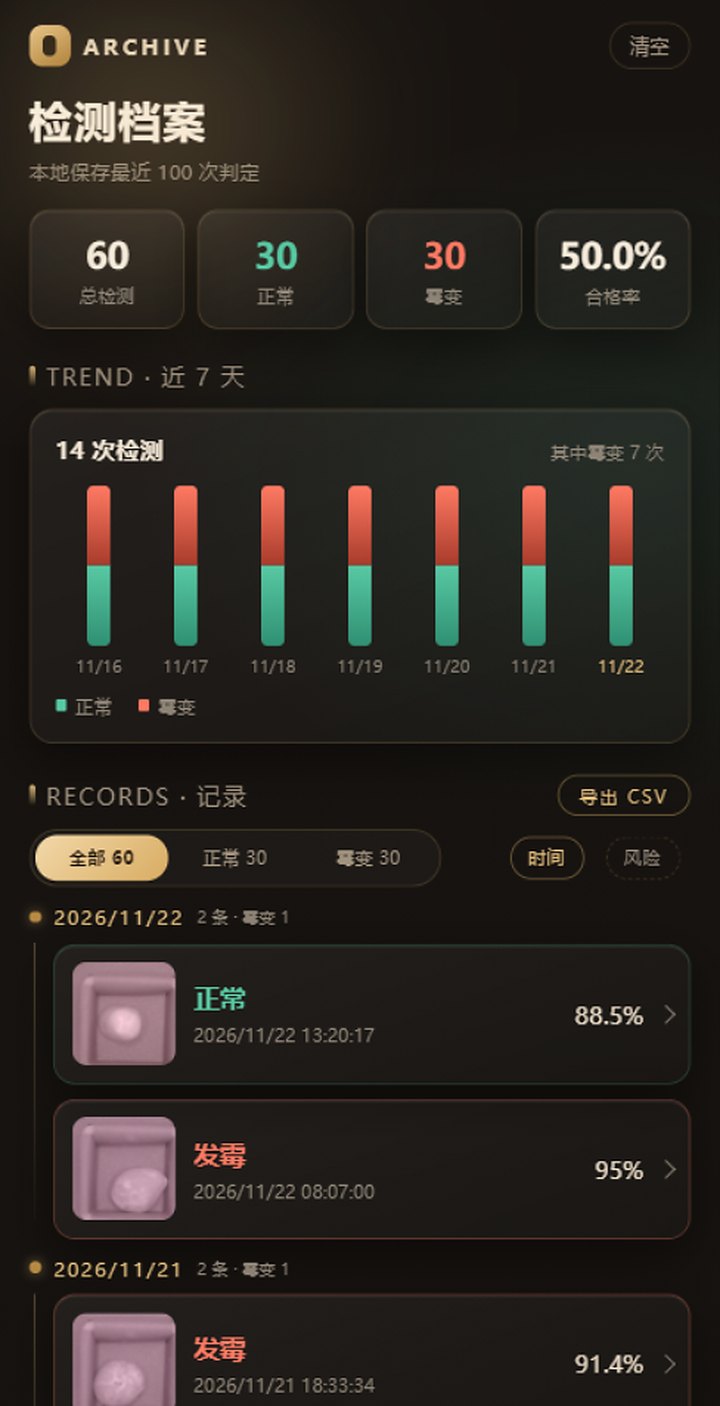 ARCHIVE
清空
检测档案
本地保存最近 100 次判定
60
总检测
30
正常
30
霉变
50.0%
合格率
TREND · 近 7 天
14 次检测
其中霉变 7 次
11/16 11/17 11/18 11/19 11/20 11/21 11/22
正常 霉变
RECORDS · 记录
导出 CSV
全部 60 正常 30 霉变 30 时间 风险
2026/11/22 2 条 · 霉变 1
正常
2026/11/22 13:20:17
88.5%
发霉
2026/11/22 08:07:00
95%
2026/11/21 2 条 · 霉变 1
发霉
2026/11/21 18:33:34
91.4%